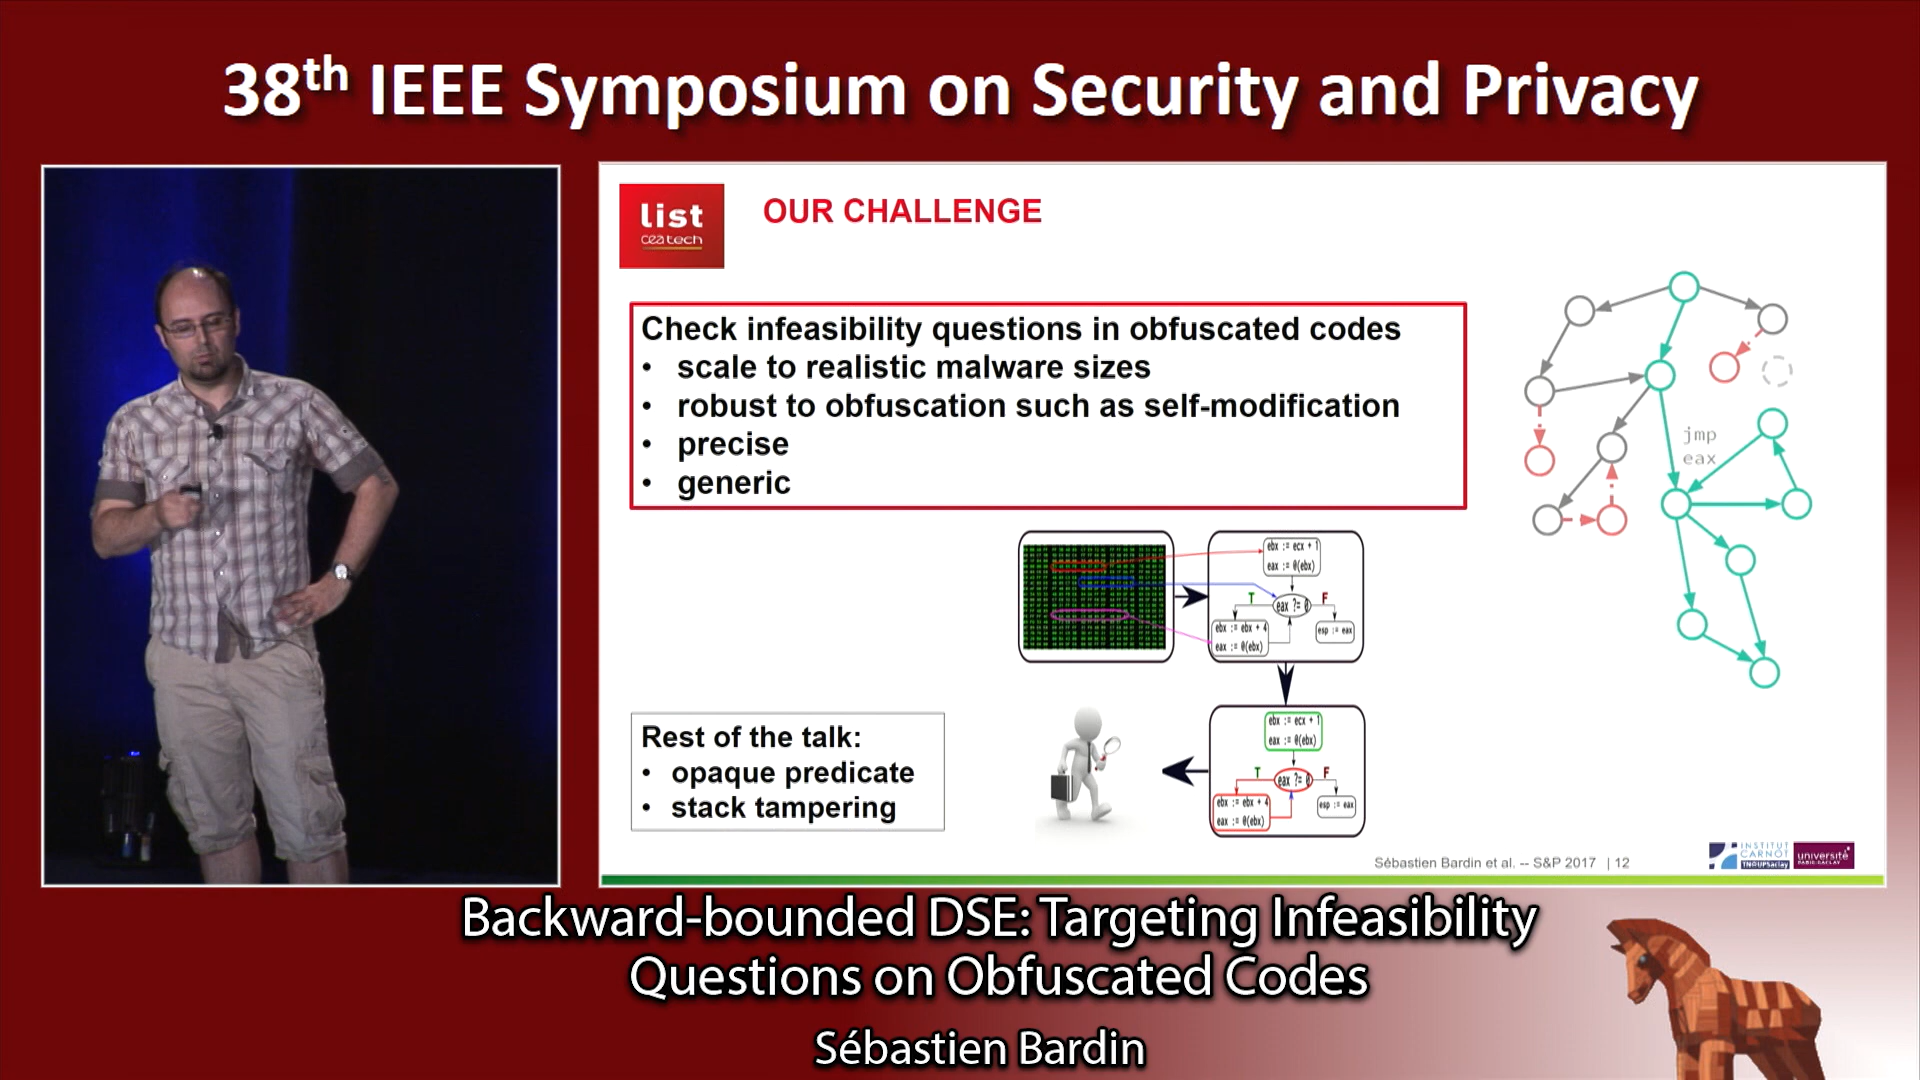 38th IEEE Symposium on Security and Privacy
list
ceatech
OUR CHALLENGE
Check infeasibility questions in obfuscated codes
• scale to realistic malware sizes
• robust to obfuscation such as self-modification
• precise
• generic
jmp
eax
ebx := ecx + 1
eax := @(ebx)
T
eax ?= 0
F
ebx := ebx + 4
eax := @(ebx)
esp := eax
ebx := ecx + 1
eax := @(ebx)
T
eax ?= 0
F
ebx := ebx + 4
eax := @(ebx)
esp := eax
Rest of the talk:
• opaque predicate
• stack tampering
Sébastien Bardin et al. -- S&P 2017 | 12
INSTITUT
CARNOT
TN@UPSaclay
université
PARIS-SACLAY
Backward-bounded DSE: Targeting Infeasibility
Questions on Obfuscated Codes
Sébastien Bardin